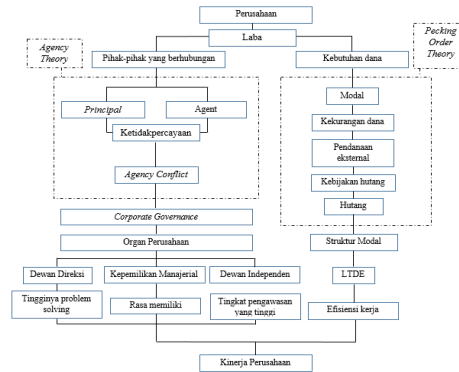 Perusahaan
Laba
Agency
Theory
Pecking
Order
Theory
Pihak-pihak yang berhubungan
Kebutuhan dana
Principal
Agent
Ketidakpercayaan
Agency Conflict
Modal
Kekurangan dana
Pendanaan
eksternal
Kebijakan hutang
Hutang
Corporate Governance
Organ Perusahaan
Struktur Modal
Dewan Direksi
Kepemilikan Manajerial
Dewan Independen
LTDE
Tingginya problem
solving
Rasa memiliki
Tingkat pengawasan
yang tinggi
Efisiensi kerja
Kinerja Perusahaan